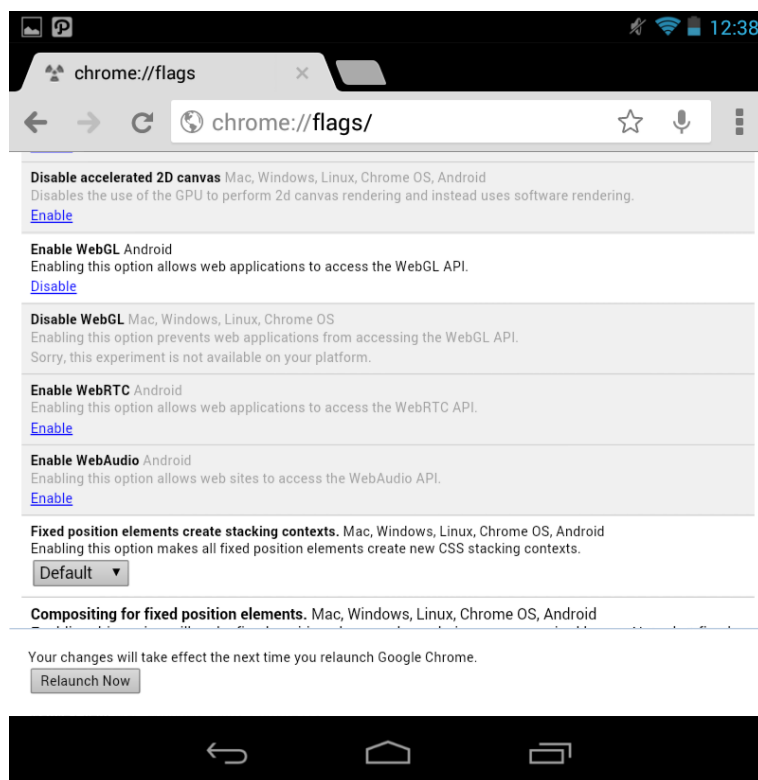 12:38
chrome://flags
chrome://flags/
Disable accelerated 2D canvas Mac, Windows, Linux, Chrome OS, Android
Disables the use of the GPU to perform 2d canvas rendering and instead uses software rendering.
Enable
Enable WebGL Android
Enabling this option allows web applications to access the WebGL API.
Disable
Disable WebGL Mac, Windows, Linux, Chrome OS
Enabling this option prevents web applications from accessing the WebGL API.
Sorry, this experiment is not available on your platform.
Enable WebRTC Android
Enabling this option allows web applications to access the WebRTC API.
Enable
Enable WebAudio Android
Enabling this option allows web sites to access the WebAudio API.
Enable
Fixed position elements create stacking contexts. Mac, Windows, Linux, Chrome OS, Android
Enabling this option makes all fixed position elements create new CSS stacking contexts.
Default
Compositing for fixed position elements. Mac, Windows, Linux, Chrome OS, Android
Your changes will take effect the next time you relaunch Google Chrome.
Relaunch Now